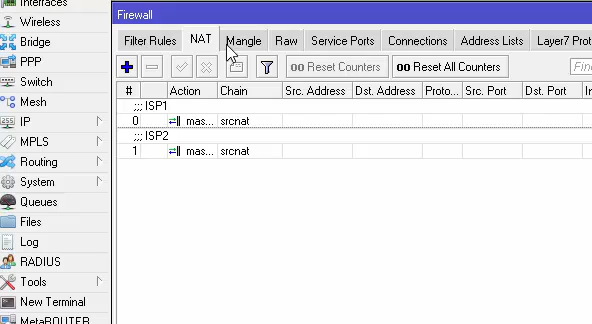 Interfaces
Wireless
Bridge
PPP
Switch
Mesh
IP
MPLS
Routing
System
Queues
Files
Log
RADIUS
Tools
New Terminal
MetaROUTER
Firewall
Filter Rules NAT Mangle Raw Service Ports Connections Address Lists Layer7 Prot
00 Reset Counters 00 Reset All Counters Find
# Action Chain Src. Address Dst. Address Proto... Src. Port Dst. Port In
;;; ISP1
0 mas... srcnat
;;; ISP2
1 mas... srcnat